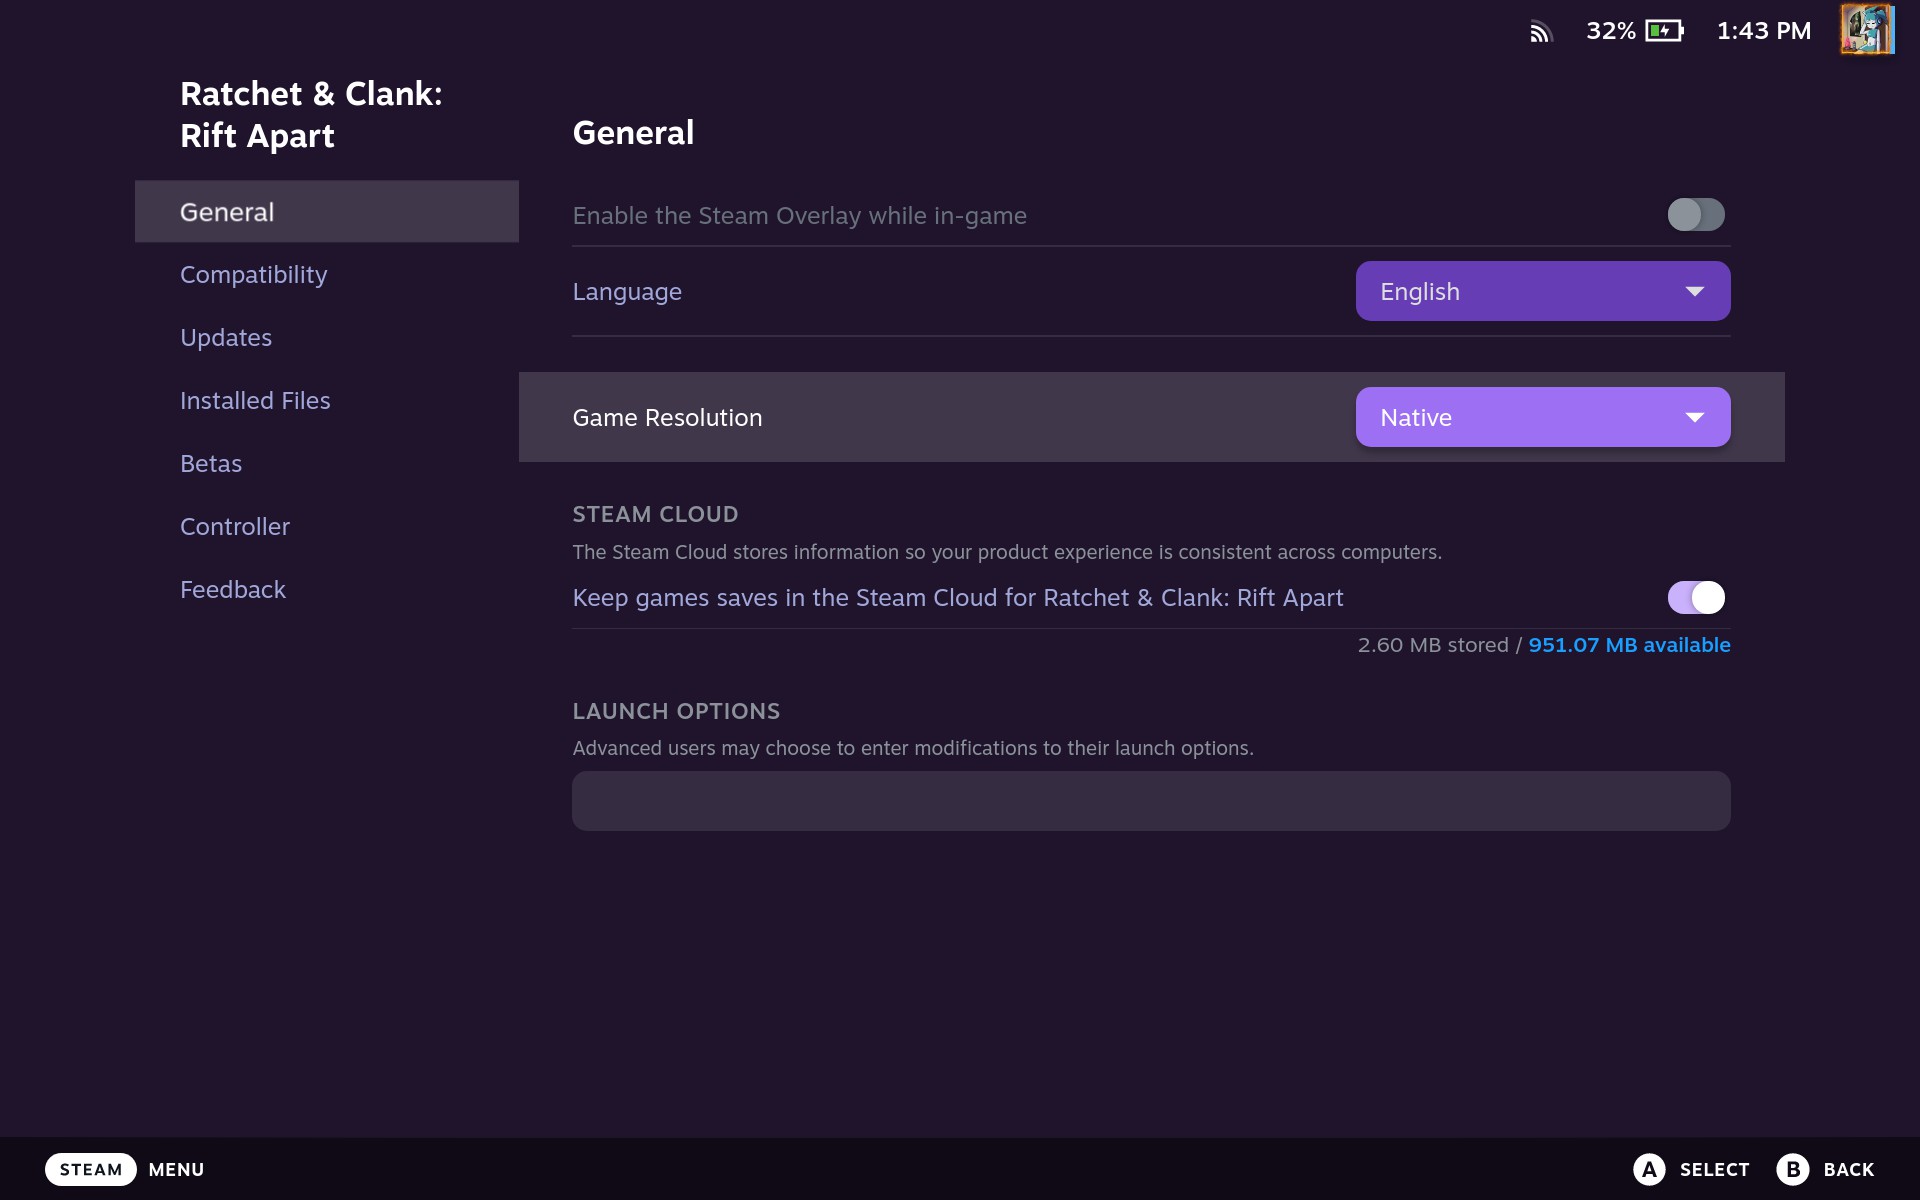 32%
1:43 PM
Ratchet & Clank:
Rift Apart
General
Compatibility
Updates
Installed Files
Betas
Controller
Feedback
General
Enable the Steam Overlay while in-game
Language
English
Game Resolution
Native
STEAM CLOUD
The Steam Cloud stores information so your product experience is consistent across computers.
Keep games saves in the Steam Cloud for Ratchet & Clank: Rift Apart
2.60 MB stored / 951.07 MB available
LAUNCH OPTIONS
Advanced users may choose to enter modifications to their launch options.
STEAM MENU
A SELECT B BACK